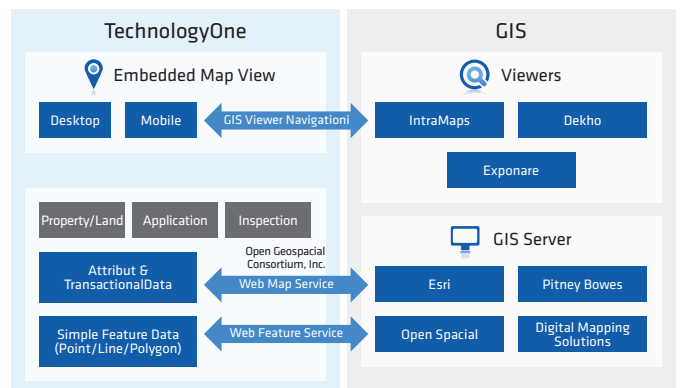 TechnologyOne
Embedded Map View
Desktop
Mobile
GIS Viewer Navigationi
GIS
Viewers
IntraMaps
Dekho
Exponare
Property/Land
Application
Inspection
Attribut &
TransactionalData
Simple Feature Data
(Point/Line/Polygon)
Open Geospacial
Consortium, Inc.
Web Map Service
Web Feature Service
GIS Server
Esri
Pitney Bowes
Open Spacial
Digital Mapping
Solutions